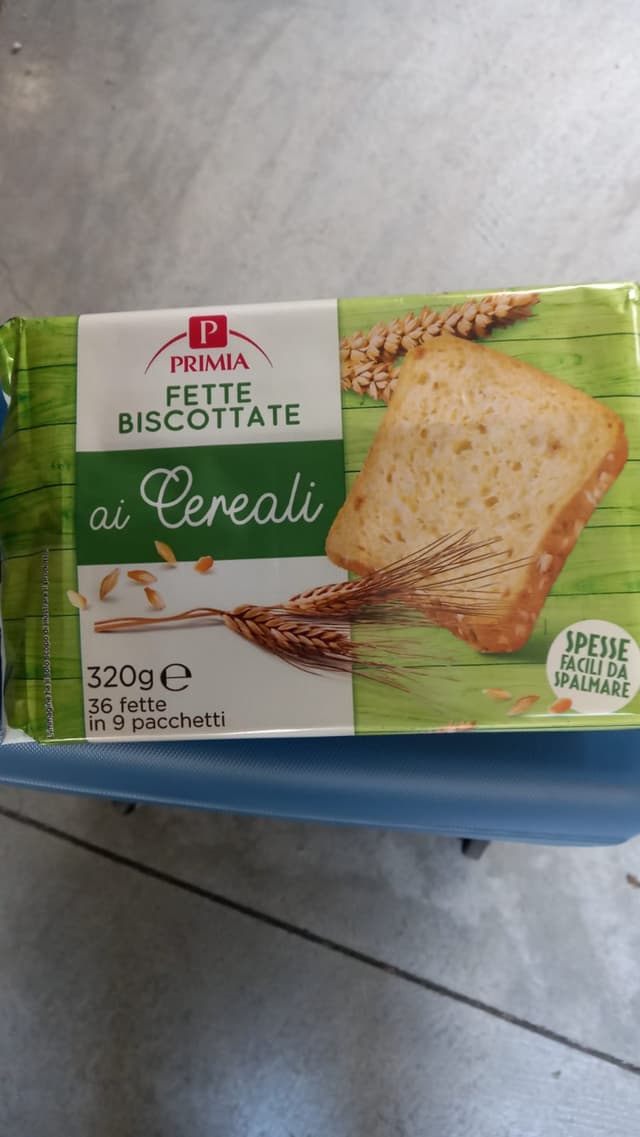 P
PRIMIA
FETTE
BISCOTTATE
ai Cereali
320g e
36 fette
in 9 pacchetti
SPESSE
FACILI DA
SPALMARE